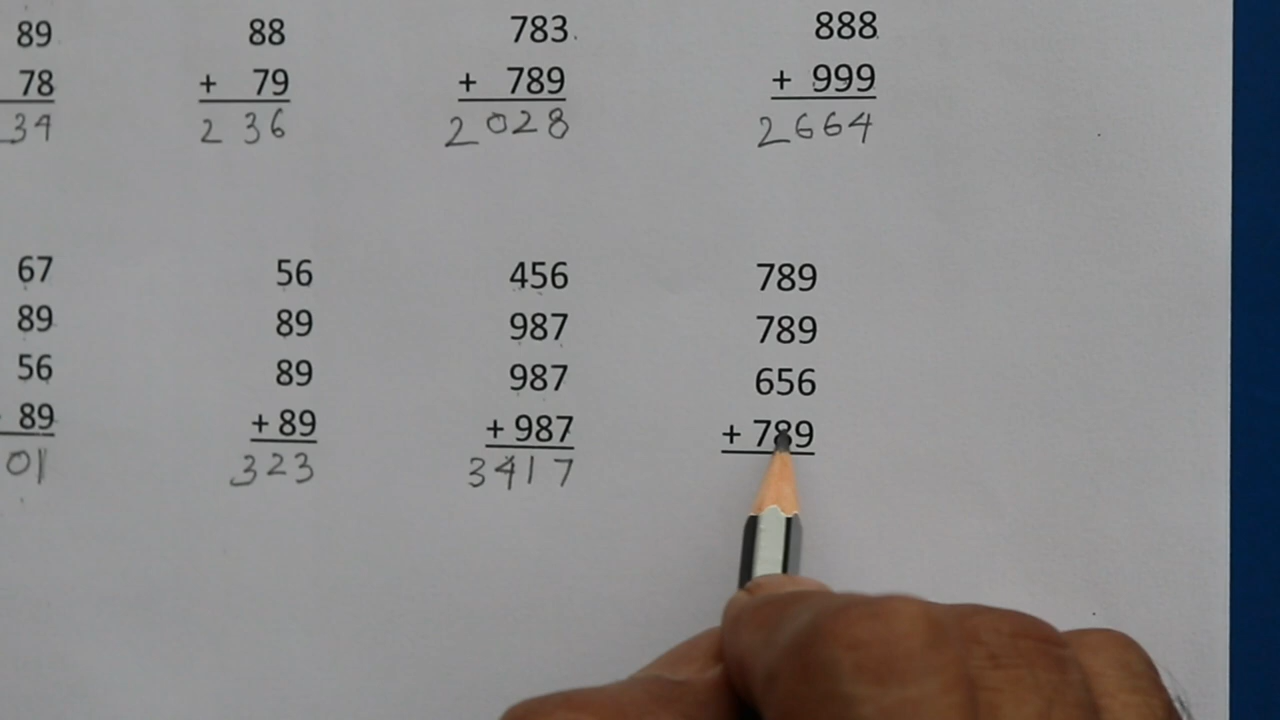 89 88 783 888
78 + 79 + 789 + 999
34 236 2028 2664
67 56 456 789
89 89 987 789
56 89 987 656
89 + 89 + 987 + 789
01 323 3417